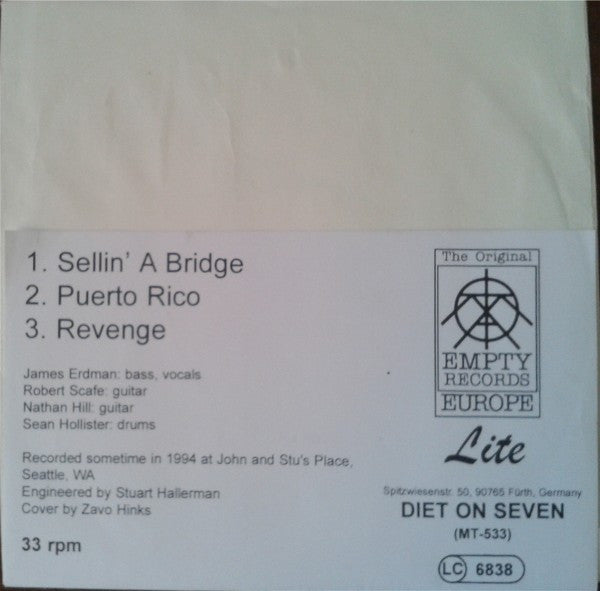 1. Sellin' A Bridge
2. Puerto Rico
3. Revenge
James Erdman: bass, vocals
Robert Scafe: guitar
Nathan Hill: guitar
Sean Hollister: drums
Recorded sometime in 1994 at John and Stu's Place,
Seattle, WA
Engineered by Stuart Hallerman
Cover by Zavo Hinks
33 rpm
The Original
EMPTY
RECORDS
EUROPE
Lite
Spitzwiesenstr. 50, 90765 Fürth, Germany
DIET ON SEVEN
(MT-533)
LC 6838